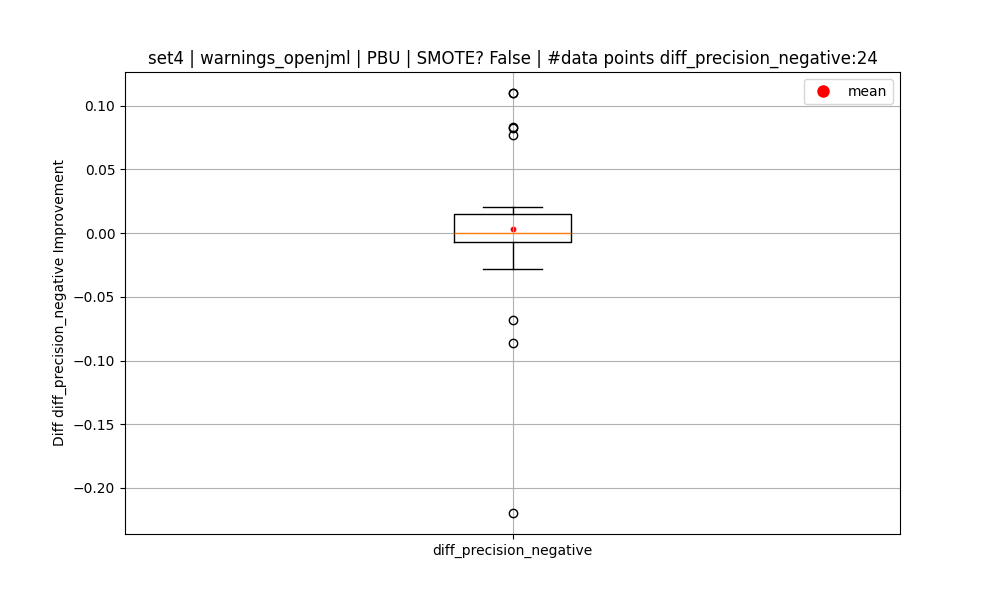 set4 | warnings_openjml | PBU | SMOTE? False | #data points diff_precision_negative:24
mean
0.10
0.05
0.00
−0.05
−0.10
−0.15
−0.20
Diff diff_precision_negative Improvement
diff_precision_negative